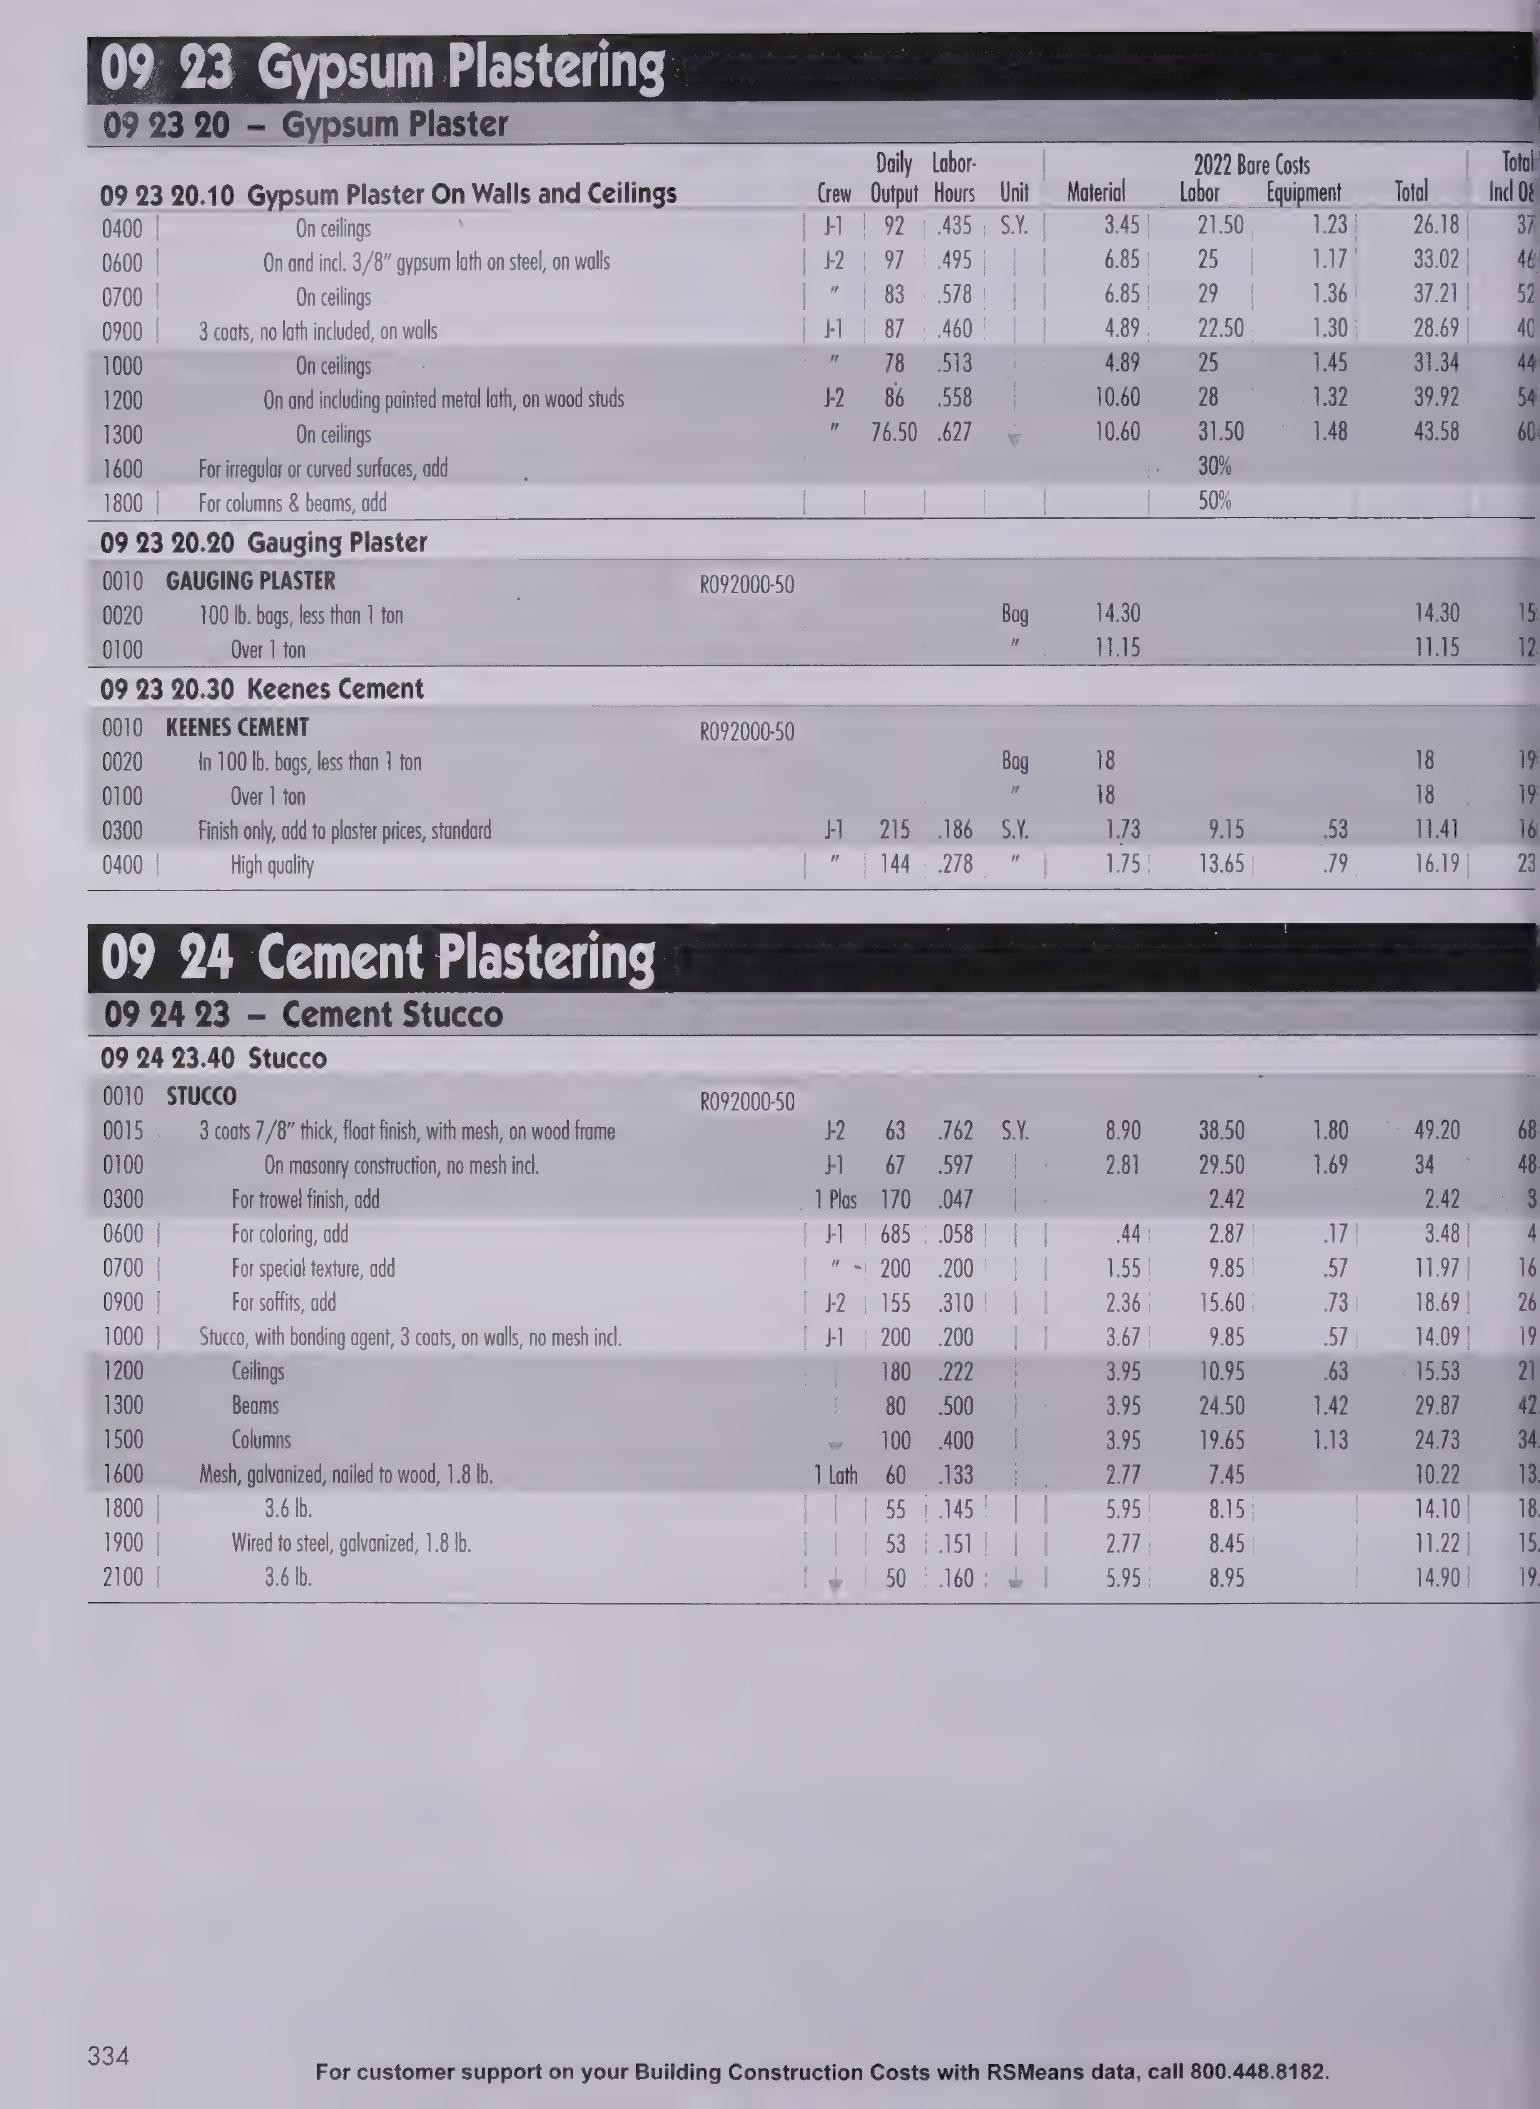 09 23 Gypsum Plastering
09 23 20 – Gypsum Plaster
Daily Labor- 2022 Bare Costs Total
09 23 20.10 Gypsum Plaster On Walls and Ceilings Crew Output Hours Unit Material Labor Equipment Total Incl
0400 On ceilings J-1 92 .435 S.Y. 3.45 21.50 1.23 26.18 37
0600 On and incl. 3/8" gypsum lath on steel, on walls J-2 97 .495 6.85 25 1.17 33.02 46
0700 On ceilings " 83 .578 6.85 29 1.36 37.21 52
0900 3 coats, no lath included, on walls J-1 87 .460 4.89 22.50 1.30 28.69 40
1000 On ceilings " 78 .513 4.89 25 1.45 31.34 44
1200 On and including painted metal lath, on wood studs J-2 86 .558 10.60 28 1.32 39.92 54
1300 On ceilings " 76.50 .627 10.60 31.50 1.48 43.58 60
1600 For irregular or curved surfaces, add 30%
1800 For columns & beams, add 50%
09 23 20.20 Gauging Plaster
0010 GAUGING PLASTER R092000-50
0020 100 lb. bags, less than 1 ton Bag 14.30 14.30 15
0100 Over 1 ton " 11.15 11.15 12
09 23 20.30 Keenes Cement
0010 KEENES CEMENT R092000-50
0020 In 100 lb. bags, less than 1 ton Bag 18 18 19
0100 Over 1 ton " 18 18 19
0300 Finish only, add to plaster prices, standard J-1 215 .186 S.Y. 1.73 9.15 .53 11.41 16
0400 High quality " 144 .278 " 1.75 13.65 .79 16.19 23
09 24 Cement Plastering
09 24 23 – Cement Stucco
09 24 23.40 Stucco
0010 STUCCO R092000-50
0015 3 coats 7/8" thick, float finish, with mesh, on wood frame J-2 63 .762 S.Y. 8.90 38.50 1.80 49.20 68
0100 On masonry construction, no mesh incl. J-1 67 .597 2.81 29.50 1.69 34 48
0300 For trowel finish, add 1 Plas 170 .047 2.42 2.42 3
0600 For coloring, add J-1 685 .058 .44 2.87 .17 3.48 4
0700 For special texture, add " 200 .200 1.55 9.85 .57 11.97 16
0900 For soffits, add J-2 155 .310 2.36 15.60 .73 18.69 26
1000 Stucco, with bonding agent, 3 coats, on walls, no mesh incl. J-1 200 .200 3.67 9.85 .57 14.09 19
1200 Ceilings 180 .222 3.95 10.95 .63 15.53 21
1300 Beams 80 .500 3.95 24.50 1.42 29.87 42
1500 Columns 100 .400 3.95 19.65 1.13 24.73 34.
1600 Mesh, galvanized, nailed to wood, 1.8 lb. 1 Lath 60 .133 2.77 7.45 10.22 13.
1800 3.6 lb. 55 .145 5.95 8.15 14.10 18.
1900 Wired to steel, galvanized, 1.8 lb. 53 .151 2.77 8.45 11.22 15.
2100 3.6 lb. 50 .160 5.95 8.95 14.90 19.
334
For customer support on your Building Construction Costs with RSMeans data, call 800.448.8182.